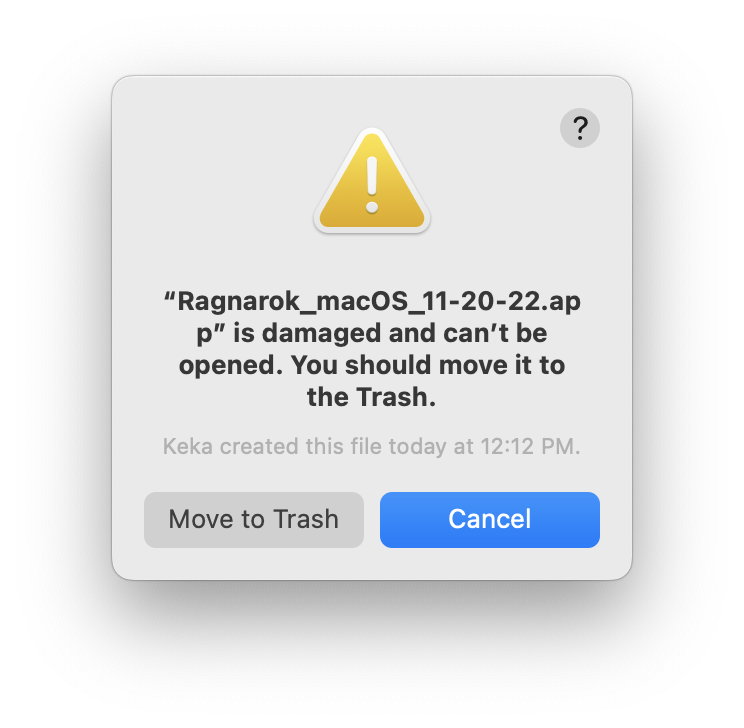 ?
“Ragnarok_macOS_11-20-22.ap
p” is damaged and can’t be
opened. You should move it to
the Trash.
Keka created this file today at 12:12 PM.
Move to Trash
Cancel